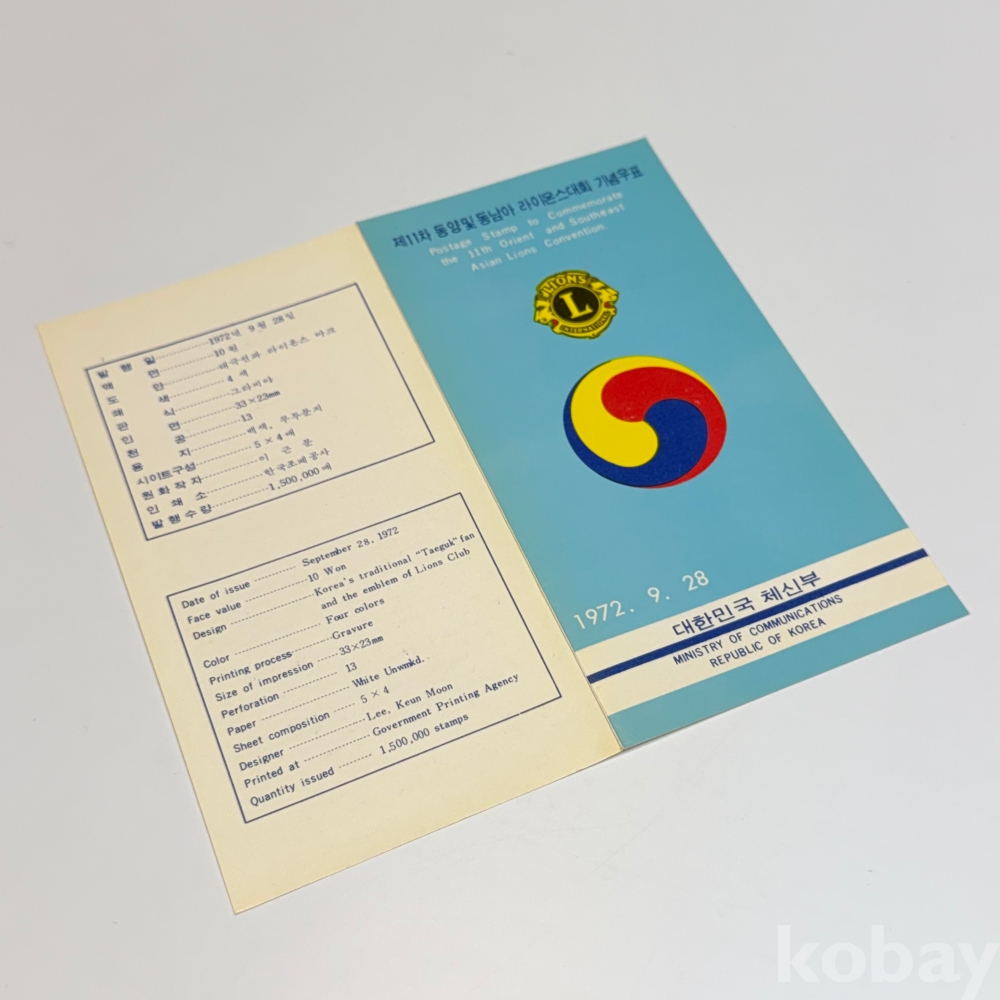 발 행 일 1972년 9월 28일
액 면 10원
도 안 태극선과 라이온스 마크
쇄 색 4 색
판 식 그라비아
인 면 33×23mm
천 공 13
용 지 백색, 무투문지
시이트구성 5×4매
원 화 작 자 이 근 문
인 쇄 소 한국조폐공사
발 행 수 량 1,500,000매
Date of issue September 28, 1972
Face value 10 Won
Design Korea's traditional "Taeguk" fan
and the emblem of Lions Club
Color Four colors
Printing process Gravure
Size of impression 33×23mm
Perforation 13
Paper White Unwmkd.
Sheet composition 5 × 4
Designer Lee, Keun Moon
Printed at Government Printing Agency
Quantity issued 1,500,000 stamps
제11차 동양및동남아 라이온스대회 기념우표
Postage Stamp to Commemorate
the 11th Orient and Southeast
Asian Lions Convention.
LIONS
L
INTERNATIONAL
1972. 9. 28
대한민국 체신부
MINISTRY OF COMMUNICATIONS
REPUBLIC OF KOREA
kobay